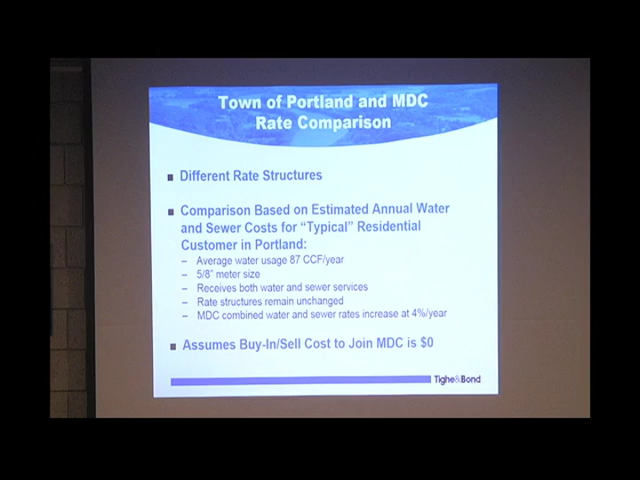 Town of Portland and MDC
Rate Comparison
■ Different Rate Structures
■ Comparison Based on Estimated Annual Water
and Sewer Costs for “Typical” Residential
Customer in Portland:
– Average water usage 87 CCF/year
– 5/8” meter size
– Receives both water and sewer services
– Rate structures remain unchanged
– MDC combined water and sewer rates increase at 4%/year
■ Assumes Buy-In/Sell Cost to Join MDC is $0
Tighe&Bond